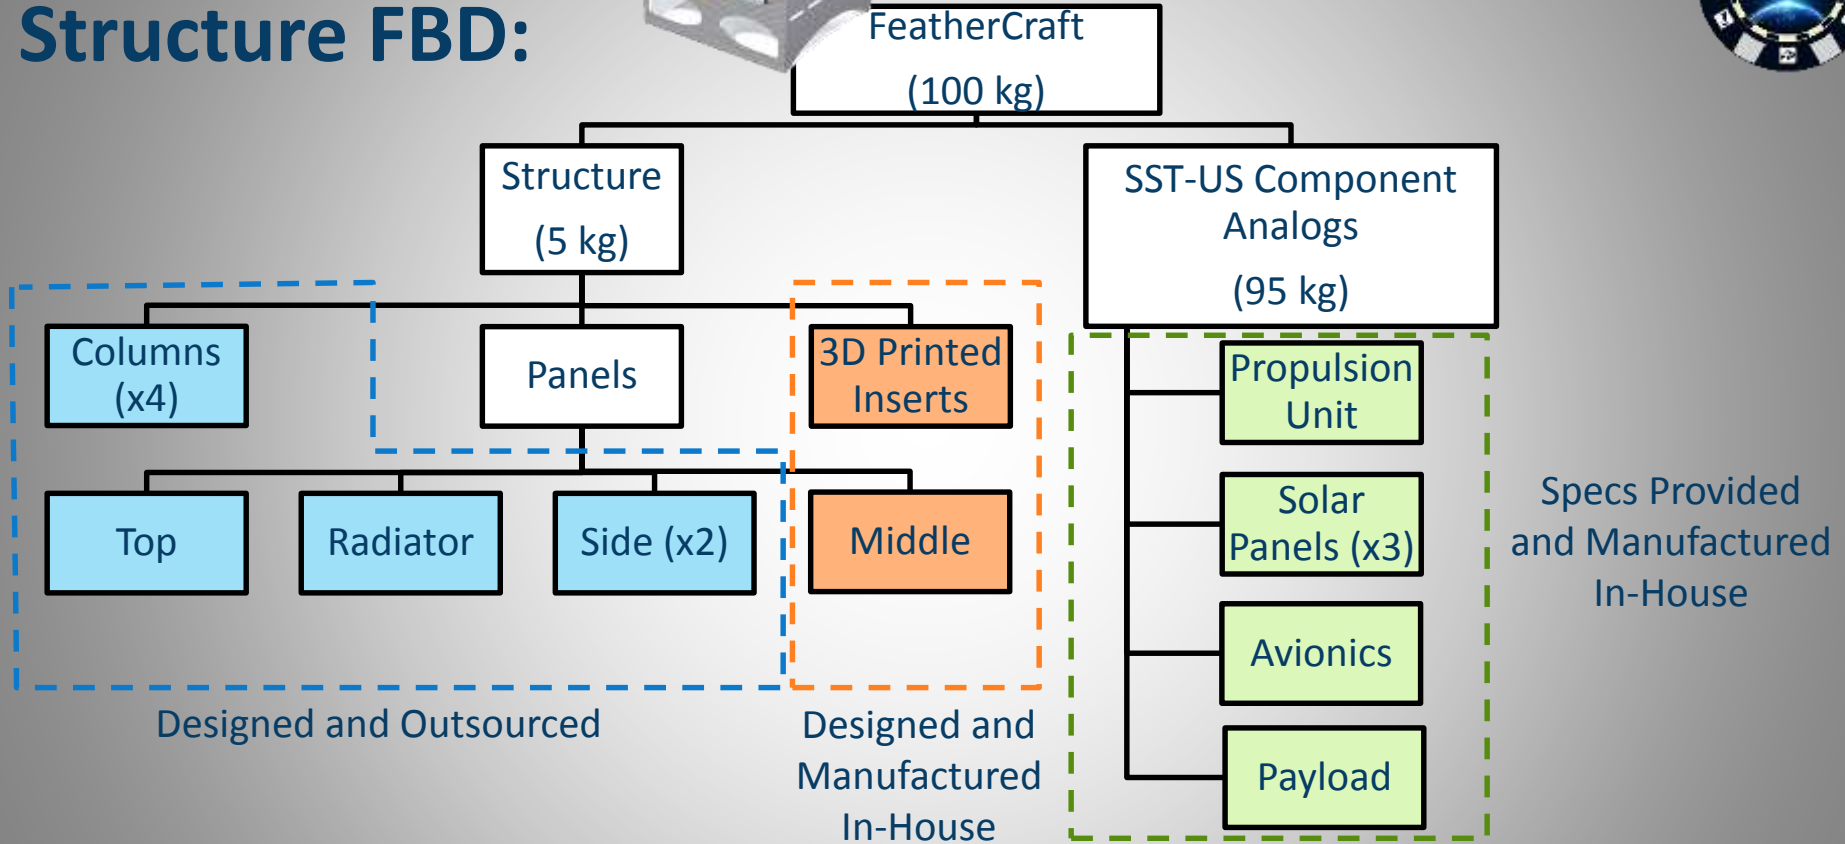 Structure FBD:
FeatherCraft
(100 kg)
Structure
(5 kg)
SST-US Component
Analogs
(95 kg)
Columns
(x4)
Panels
3D Printed
Inserts
Top
Radiator
Side (x2)
Middle
Propulsion
Unit
Solar
Panels (x3)
Avionics
Payload
Specs Provided
and Manufactured
In-House
Designed and Outsourced
Designed and
Manufactured
In-House